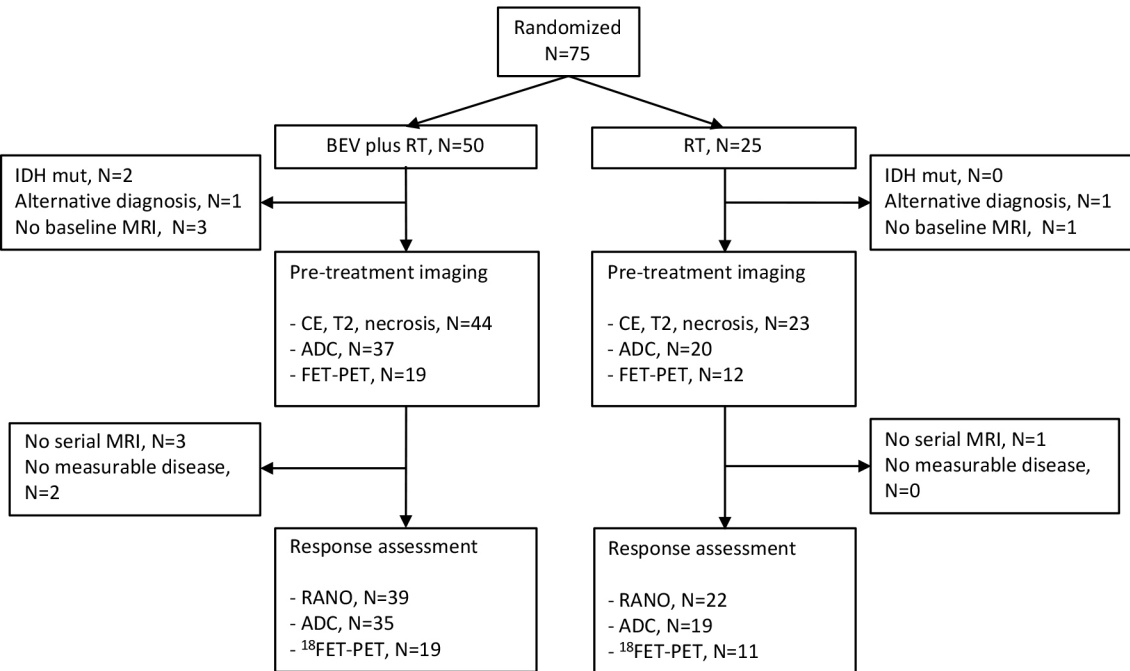 Randomized
N=75
BEV plus RT, N=50
RT, N=25
IDH mut, N=2
Alternative diagnosis, N=1
No baseline MRI,  N=3
IDH mut, N=0
Alternative diagnosis, N=1
No baseline MRI,  N=1
Pre-treatment imaging
- CE, T2, necrosis, N=44
- ADC, N=37
- FET-PET, N=19
Pre-treatment imaging
- CE, T2, necrosis, N=23
- ADC, N=20
- FET-PET, N=12
No serial MRI, N=3
No measurable disease,
N=2
No serial MRI, N=1
No measurable disease,
N=0
Response assessment
- RANO, N=39
- ADC, N=35
- ¹⁸FET-PET, N=19
Response assessment
- RANO, N=22
- ADC, N=19
- ¹⁸FET-PET, N=11